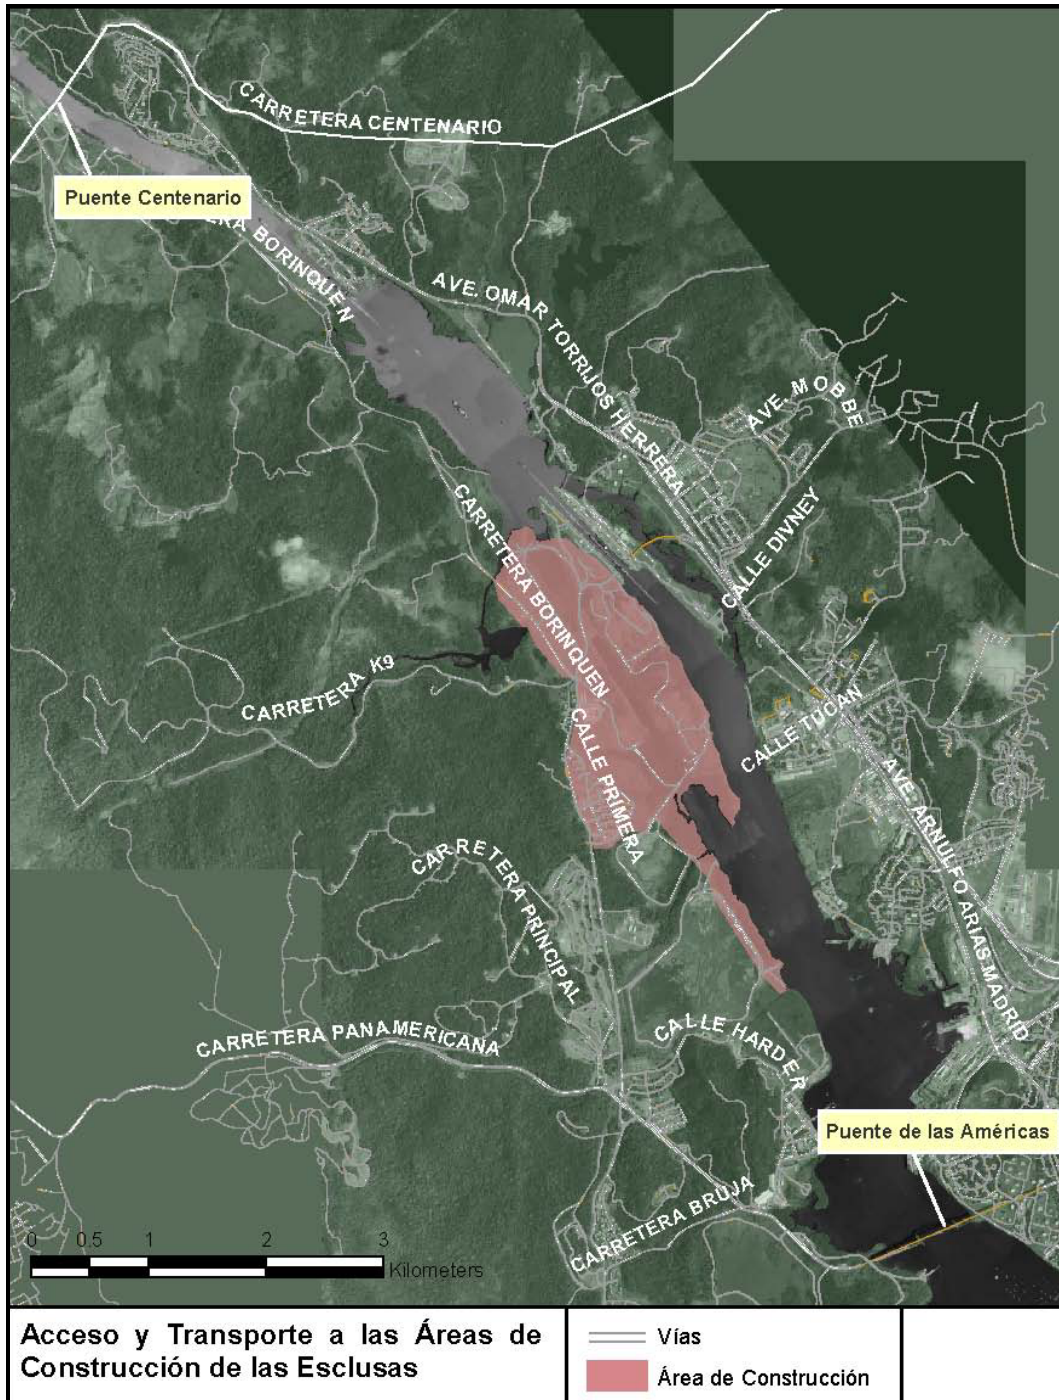 CARRETERA CENTENARIO
Puente Centenario
ERA BORINQUEN
AVE. OMAR TORRIJOS HERRERA
AVE. MOBBE
CARRETERA BORINQUEN
CALLE DIVNEY
CARRETERA K9
CALLE TUCAN
CALLE PRIMERA
AVE. ARNULFO ARIAS MADRID
CARRETERA PRINCIPAL
CARRETERA PANAMERICANA
CALLE HARDER
Puente de las Américas
CARRETERA BRUJA
0 0.5 1 2 3
Kilometers
Acceso y Transporte a las Áreas de
Construcción de las Esclusas
Vías
Área de Construcción